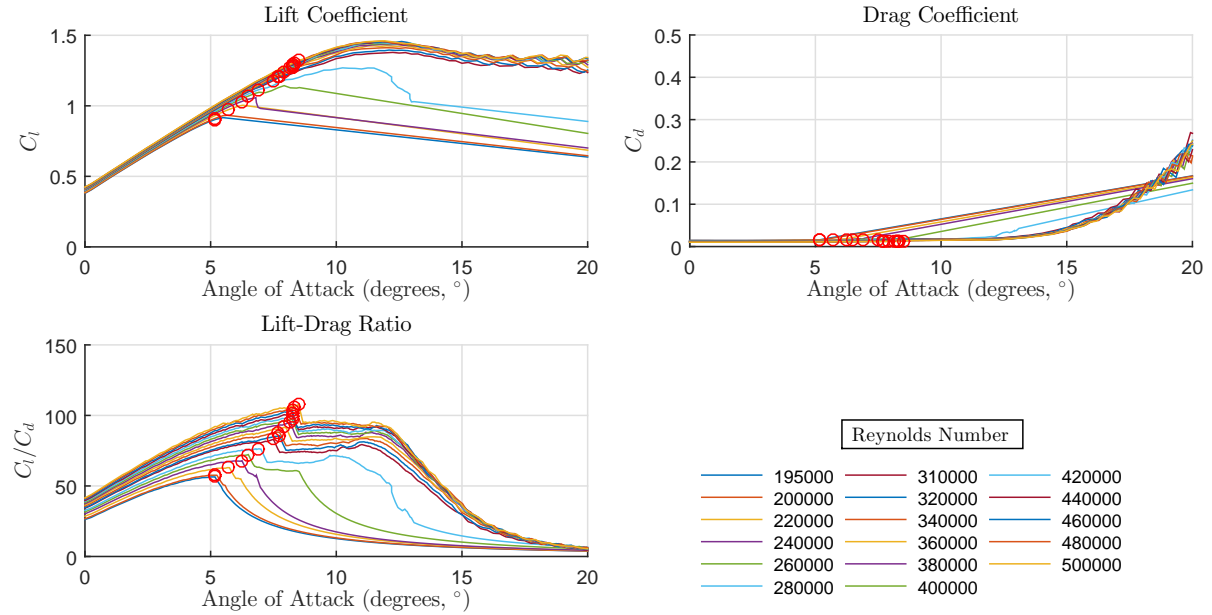 Lift Coefficient
1.5
1
0.5
0
C_l
0 5 10 15 20
Angle of Attack (degrees, °)
Drag Coefficient
0.5
0.4
0.3
0.2
0.1
0
C_d
0 5 10 15 20
Angle of Attack (degrees, °)
Lift-Drag Ratio
150
100
50
0
C_l/C_d
0 5 10 15 20
Angle of Attack (degrees, °)
Reynolds Number
195000 310000 420000
200000 320000 440000
220000 340000 460000
240000 360000 480000
260000 380000 500000
280000 400000